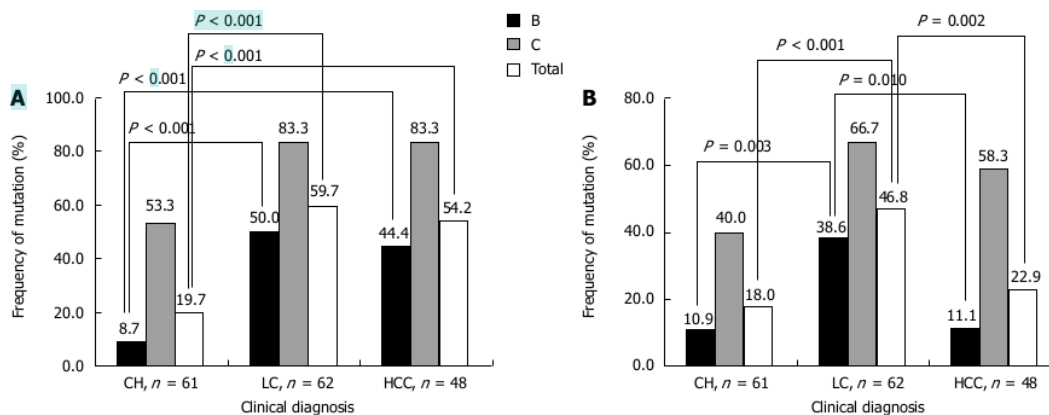 A
P < 0.001
P < 0.001
P < 0.001
P < 0.001
Frequency of mutation (%)
100.0
80.0
60.0
40.0
20.0
0.0
8.7
53.3
19.7
50.0
83.3
59.7
44.4
83.3
54.2
CH, n = 61
LC, n = 62
HCC, n = 48
Clinical diagnosis
B
C
Total
B
P = 0.002
P < 0.001
P = 0.010
P = 0.003
Frequency of mutation (%)
80.0
60.0
40.0
20.0
0.0
10.9
40.0
18.0
38.6
66.7
46.8
11.1
58.3
22.9
CH, n = 61
LC, n = 62
HCC, n = 48
Clinical diagnosis